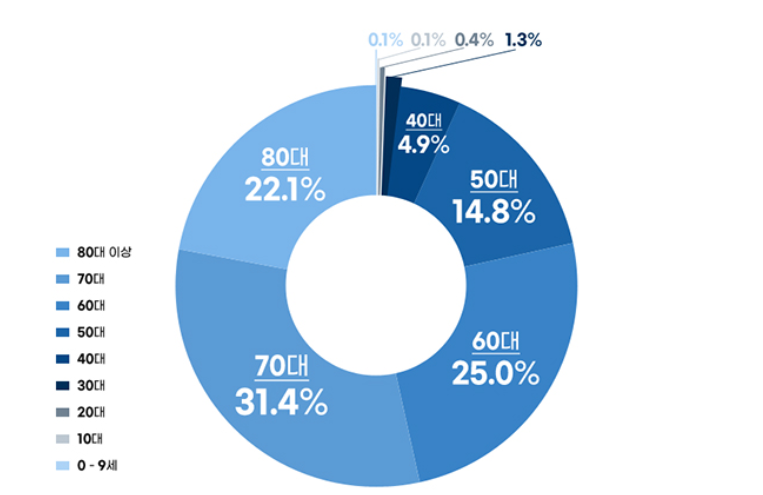 0.1% 0.1% 0.4% 1.3%
40대
4.9%
80대
22.1%
50대
14.8%
80대 이상
70대
60대
50대
40대
30대
20대
10대
0 - 9세
60대
25.0%
70대
31.4%